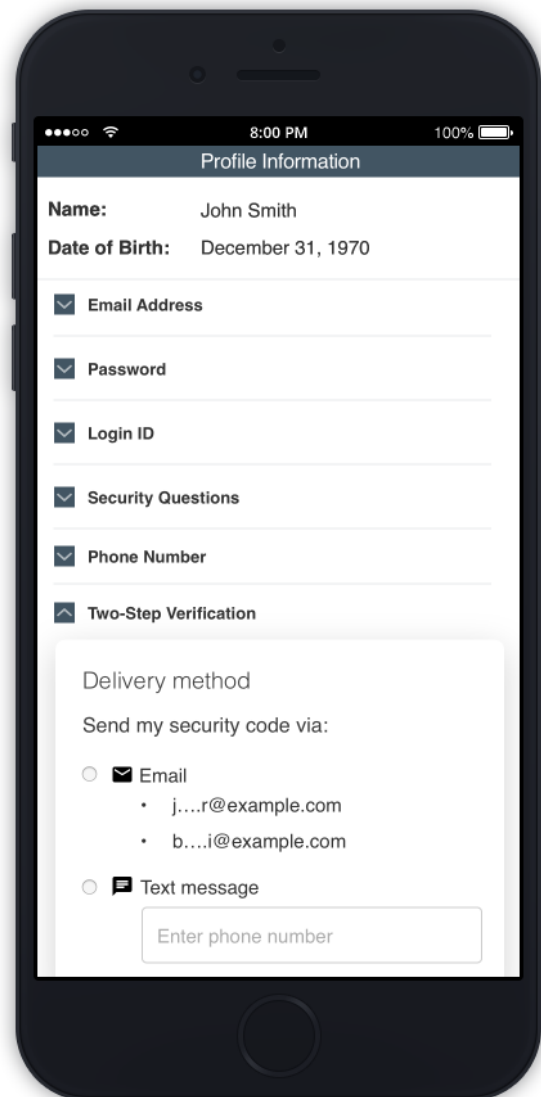 8:00 PM 100%
Profile Information
Name: John Smith
Date of Birth: December 31, 1970
Email Address
Password
Login ID
Security Questions
Phone Number
Two-Step Verification
Delivery method
Send my security code via:
Email
• j....r@example.com
• b....i@example.com
Text message
Enter phone number